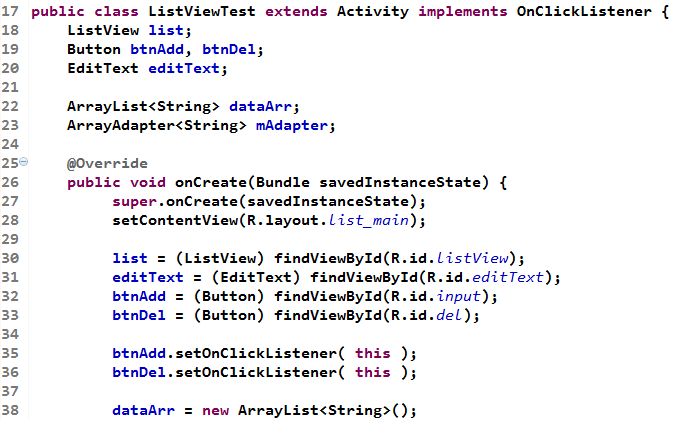 17 public class ListViewTest extends Activity implements OnClickListener {
18     ListView list;
19     Button btnAdd, btnDel;
20     EditText editText;
21
22     ArrayList<String> dataArr;
23     ArrayAdapter<String> mAdapter;
24
25     @Override
26     public void onCreate(Bundle savedInstanceState) {
27         super.onCreate(savedInstanceState);
28         setContentView(R.layout.list_main);
29
30         list = (ListView) findViewById(R.id.listView);
31         editText = (EditText) findViewById(R.id.editText);
32         btnAdd = (Button) findViewById(R.id.input);
33         btnDel = (Button) findViewById(R.id.del);
34
35         btnAdd.setOnClickListener( this );
36         btnDel.setOnClickListener( this );
37
38         dataArr = new ArrayList<String>();